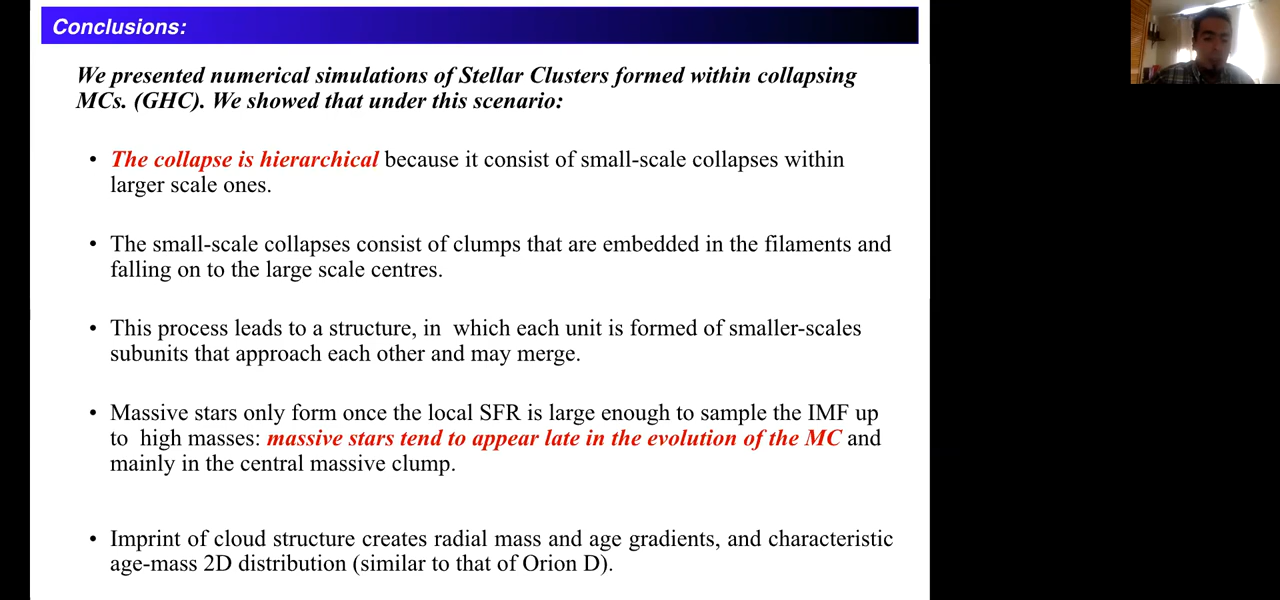 Conclusions:
We presented numerical simulations of Stellar Clusters formed within collapsing
MCs. (GHC). We showed that under this scenario:
• The collapse is hierarchical because it consist of small-scale collapses within
larger scale ones.
• The small-scale collapses consist of clumps that are embedded in the filaments and
falling on to the large scale centres.
• This process leads to a structure, in which each unit is formed of smaller-scales
subunits that approach each other and may merge.
• Massive stars only form once the local SFR is large enough to sample the IMF up
to high masses: massive stars tend to appear late in the evolution of the MC and
mainly in the central massive clump.
• Imprint of cloud structure creates radial mass and age gradients, and characteristic
age-mass 2D distribution (similar to that of Orion D).